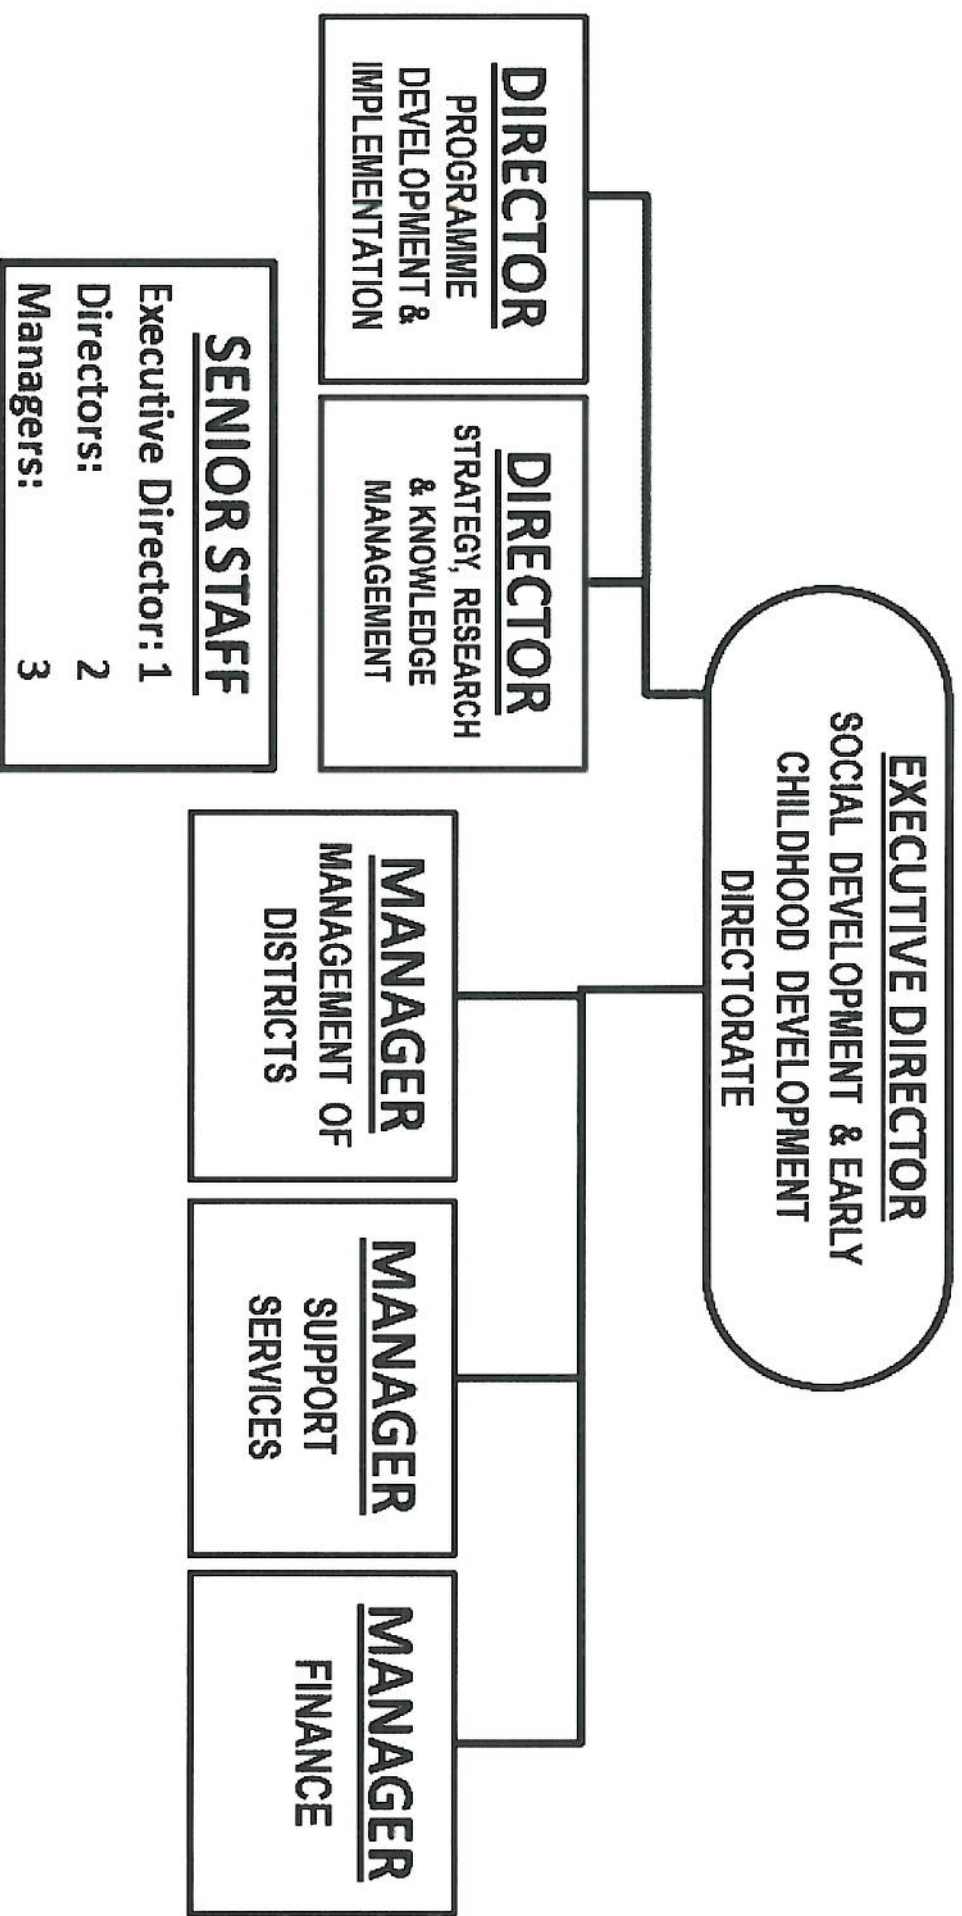 EXECUTIVE DIRECTOR
SOCIAL DEVELOPMENT & EARLY
CHILDHOOD DEVELOPMENT
DIRECTORATE
DIRECTOR
PROGRAMME
DEVELOPMENT &
IMPLEMENTATION
DIRECTOR
STRATEGY, RESEARCH
& KNOWLEDGE
MANAGEMENT
MANAGER
MANAGEMENT OF
DISTRICTS
MANAGER
SUPPORT
SERVICES
MANAGER
FINANCE
SENIOR STAFF
Executive Director: 1
Directors: 2
Managers: 3